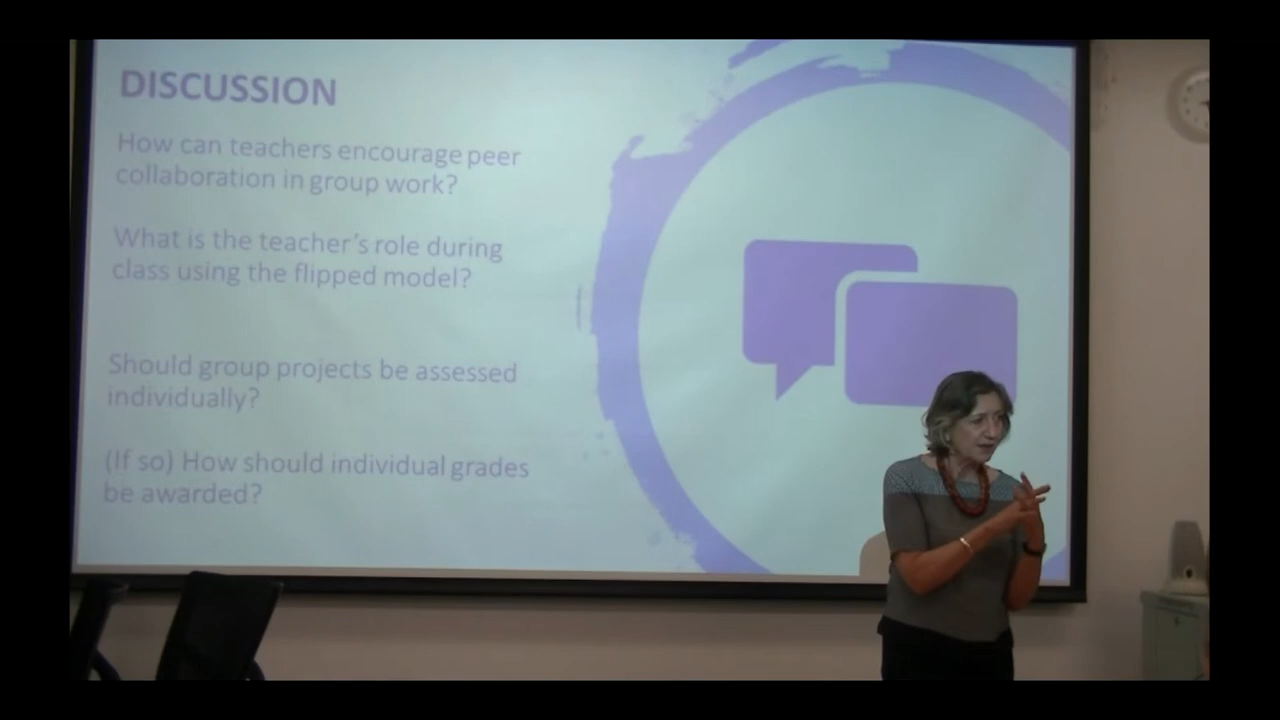 DISCUSSION
How can teachers encourage peer
collaboration in group work?
What is the teacher's role during
class using the flipped model?
Should group projects be assessed
individually?
(If so) How should individual grades
be awarded?